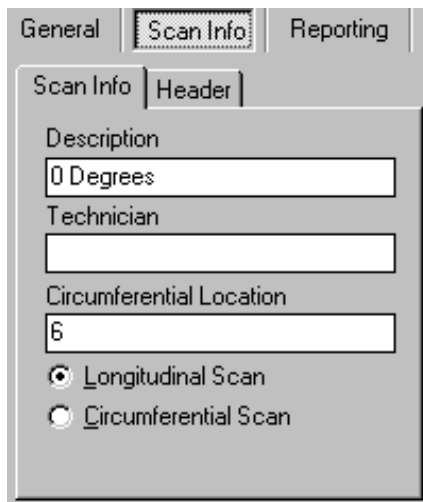 General Scan Info Reporting
Scan Info Header
Description
0 Degrees
Technician
Circumferential Location
6
Longitudinal Scan
Circumferential Scan